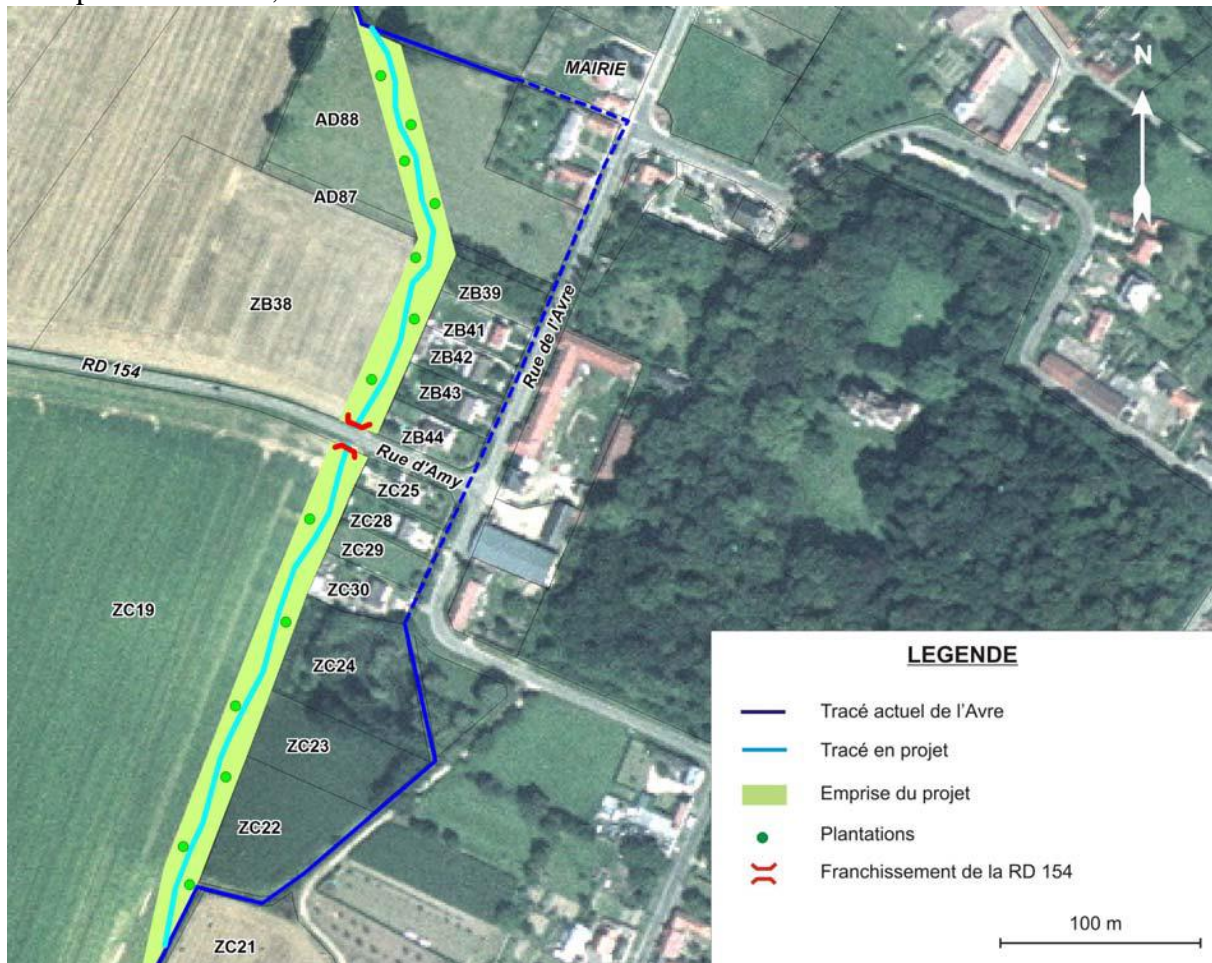 MAIRIE
N
AD88
AD87
ZB38
ZB39
ZB41
ZB42
ZB43
ZB44
Rue de l'Avre
RD 154
Rue d'Amy
ZC25
ZC28
ZC29
ZC30
ZC19
ZC24
ZC23
ZC22
ZC21
LEGENDE
Tracé actuel de l'Avre
Tracé en projet
Emprise du projet
Plantations
Franchissement de la RD 154
100 m